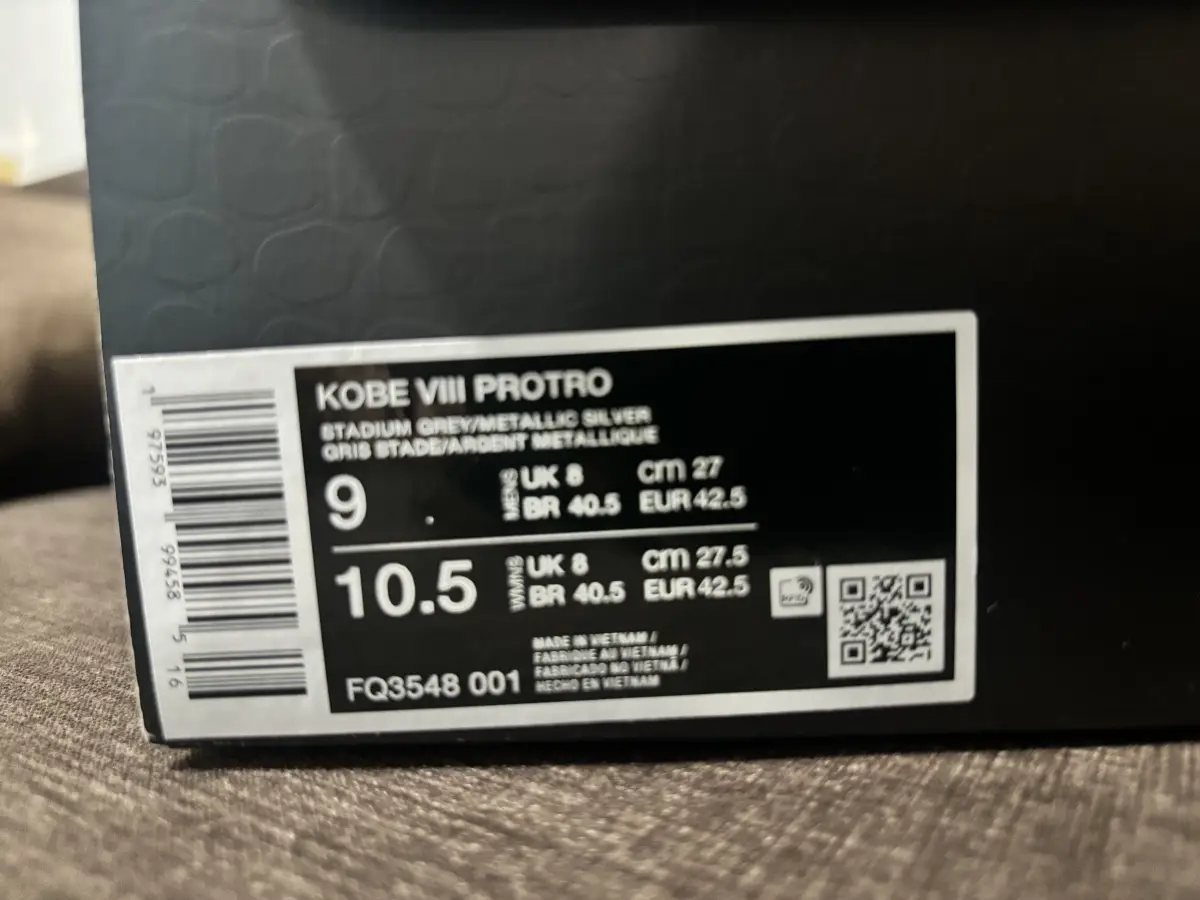 KOBE VIII PROTRO
STADIUM GREY/METALLIC SILVER
GRIS STADE/ARGENT METALLIQUE
9 MENS UK 8 cm 27
BR 40.5 EUR 42.5
10.5 WMNS UK 8 cm 27.5
BR 40.5 EUR 42.5
MADE IN VIETNAM /
FABRIQUE AU VIETNAM /
FABRICADO NO VIETNÃ /
HECHO EN VIETNAM
FQ3548 001
1 97593 99458 5 16